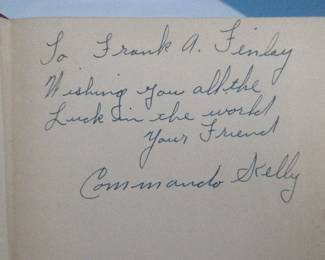 To Frank A. Finlay
Wishing you all the
Luck in the world
Your Friend
Commando Kelly